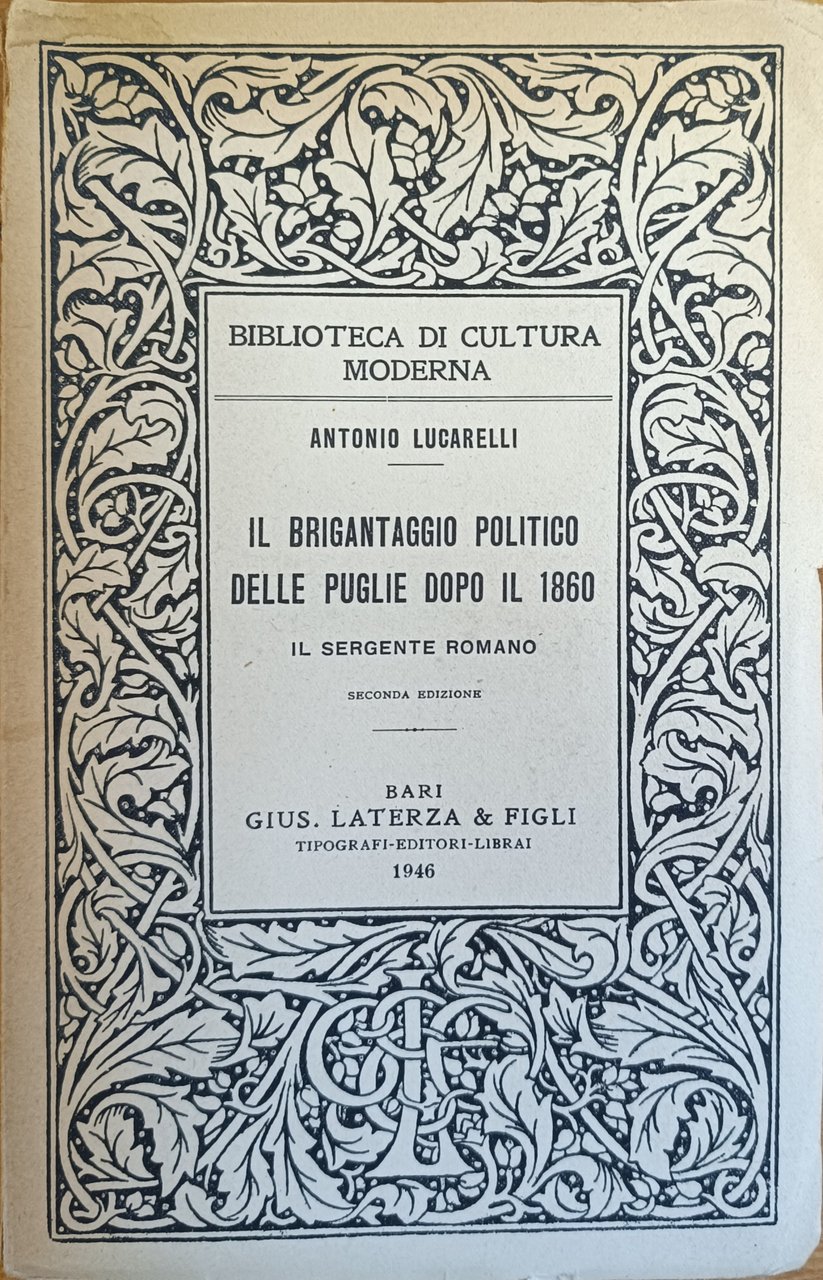 BIBLIOTECA DI CULTURA
MODERNA
ANTONIO LUCARELLI
IL BRIGANTAGGIO POLITICO
DELLE PUGLIE DOPO IL 1860
IL SERGENTE ROMANO
SECONDA EDIZIONE
BARI
GIUS. LATERZA & FIGLI
TIPOGRAFI-EDITORI-LIBRAI
1946